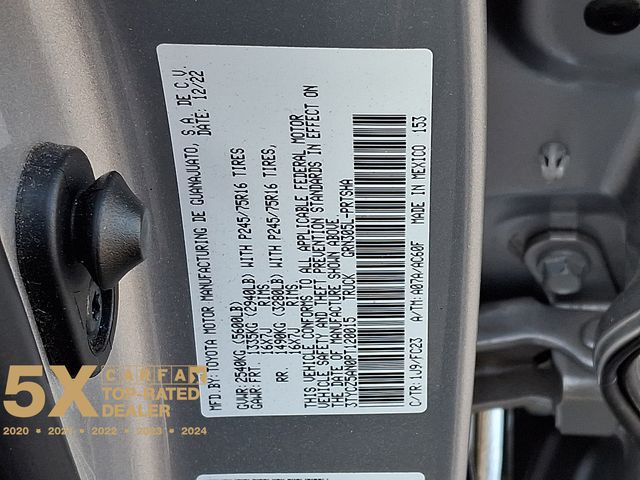 MFD.BY:TOYOTA MOTOR MANUFACTURING DE GUANAJUATO, S.A. DE C.V.
DATE: 12/22
GVWR:2540KG(5600LB)
GAWR: FRT 1335KG (2940LB) WITH P245/75R16 TIRES
16X7J RIMS
RR. 1490KG (3280LB) WITH P245/75R16 TIRES,
16X7J RIMS
THIS VEHICLE CONFORMS TO ALL APPLICABLE FEDERAL MOTOR
VEHICLE SAFETY AND THEFT PREVENTION STANDARDS IN EFFECT ON
THE DATE OF MANUFACTURE SHOWN ABOVE.
TRUCK GRN305L-PRTSHA
C/TR: 1J9/FC23 A/TM: A07A/AC60F MADE IN MEXICO 153
5X CARFAX
TOP-RATED
DEALER
2020 • 2021 • 2022 • 2023 • 2024